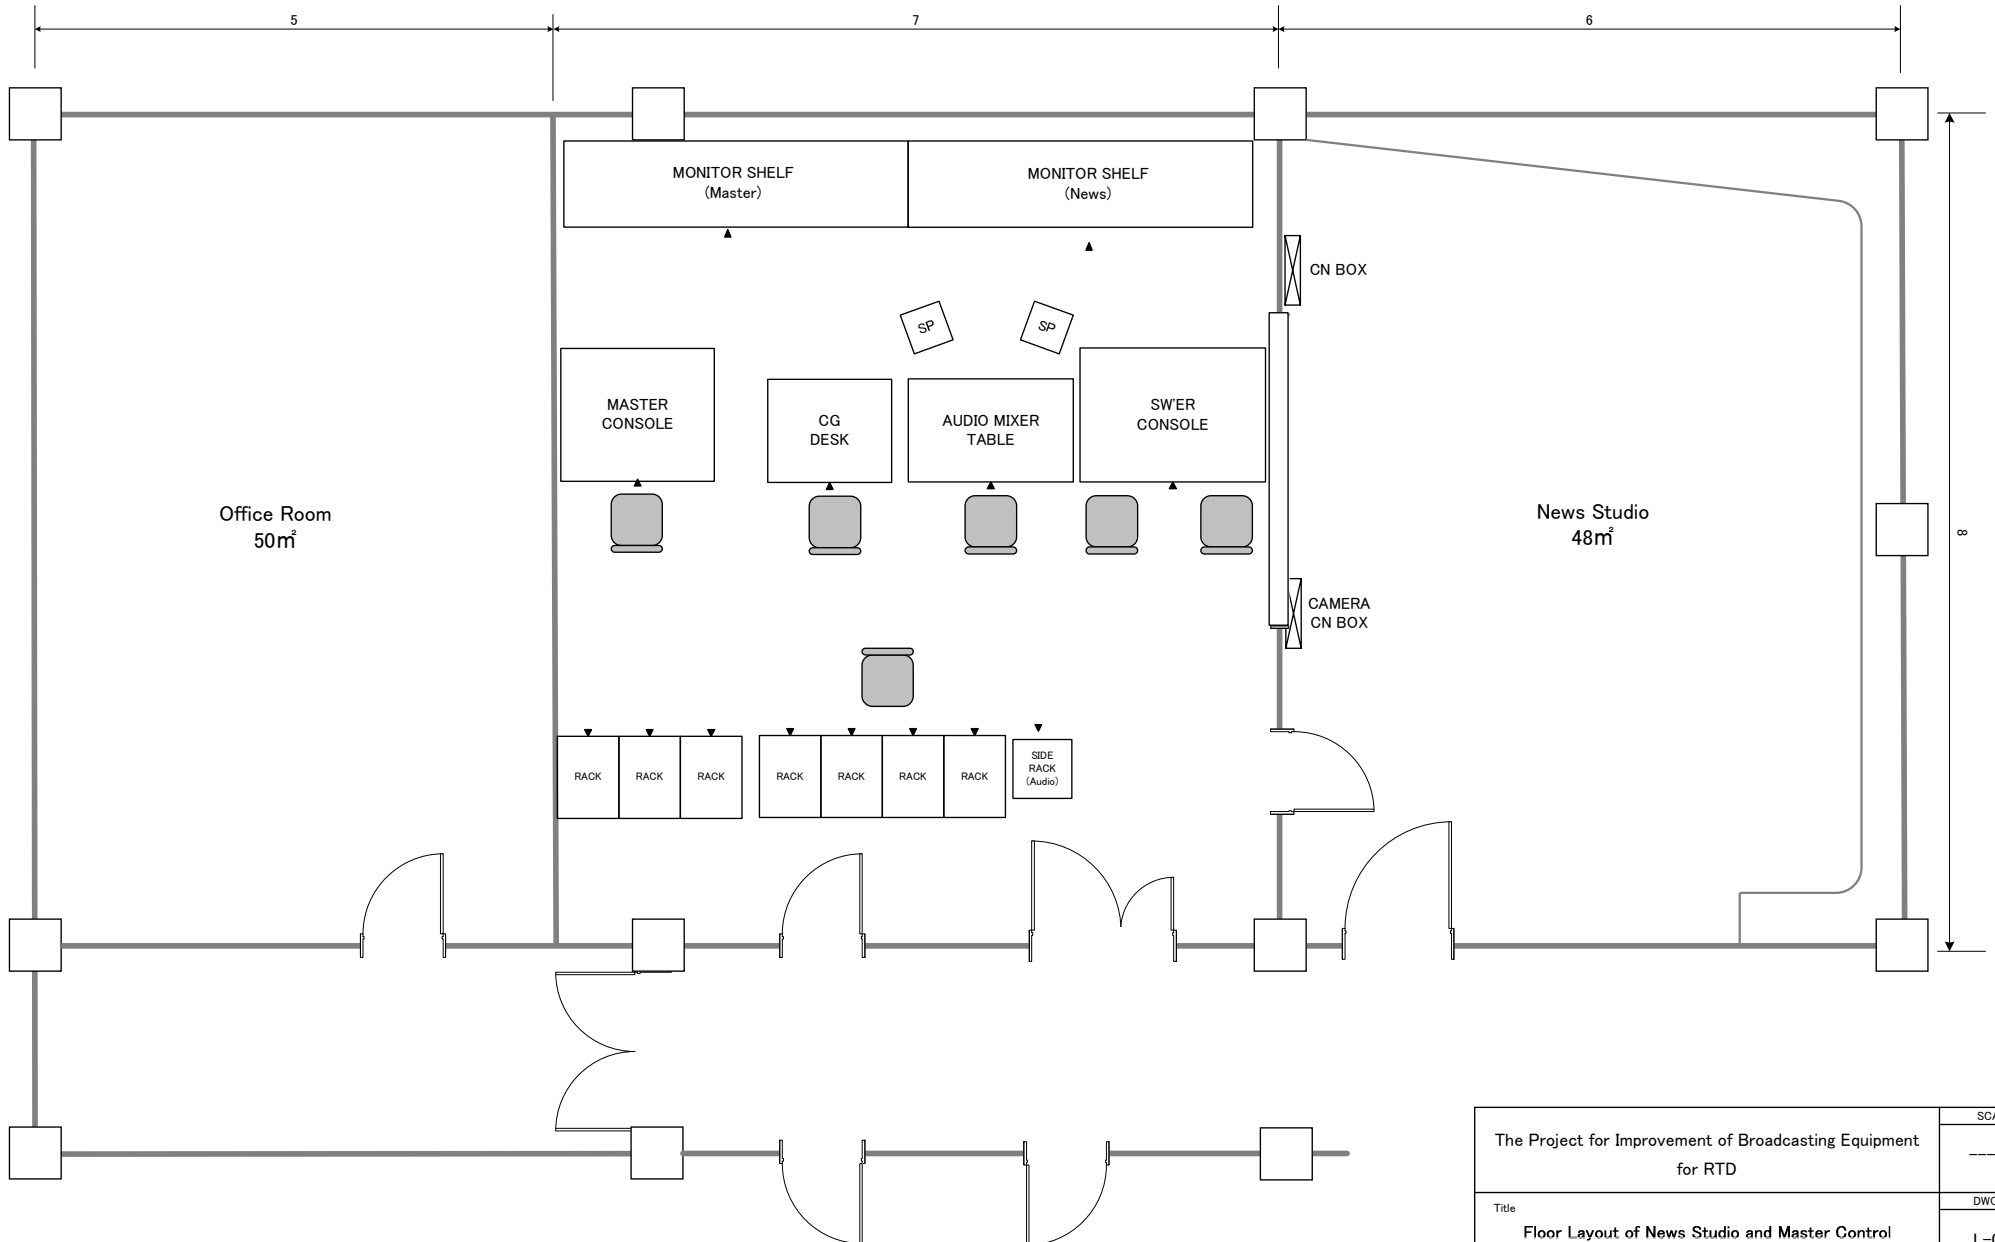 5
7
6
MONITOR SHELF
(Master)
MONITOR SHELF
(News)
CN BOX
SP
SP
MASTER
CONSOLE
CG
DESK
AUDIO MIXER
TABLE
SW'ER
CONSOLE
Office Room
50㎡
News Studio
48㎡
8
CAMERA
CN BOX
RACK
RACK
RACK
RACK
RACK
RACK
RACK
SIDE
RACK
(Audio)
The Project for Improvement of Broadcasting Equipment
for RTD
Title
Floor Layout of News Studio and Master Control